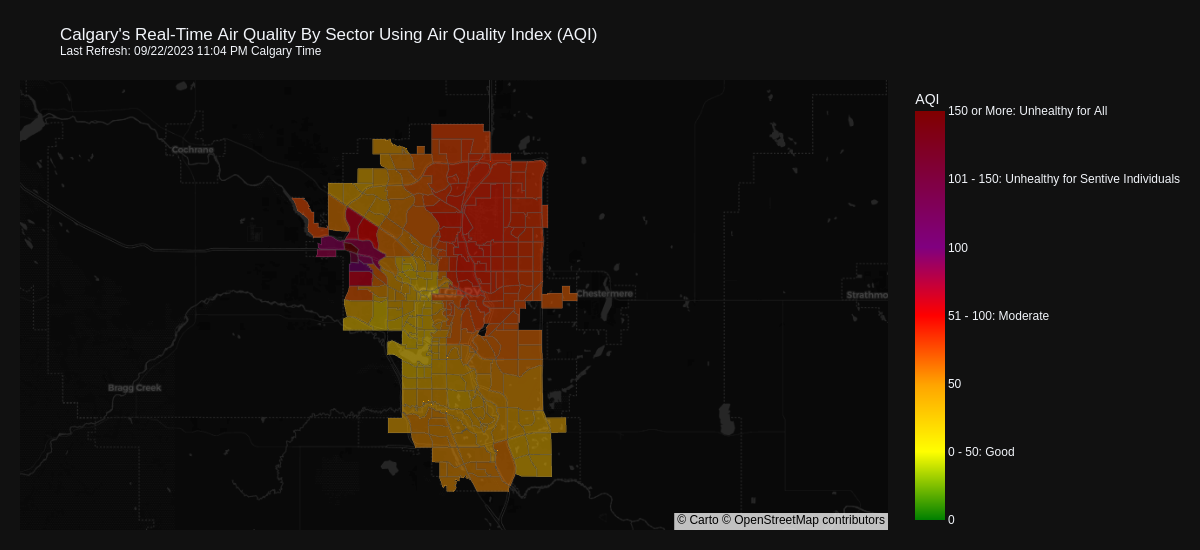 Calgary's Real-Time Air Quality By Sector Using Air Quality Index (AQI)
Last Refresh: 09/22/2023 11:04 PM Calgary Time
AQI
150 or More: Unhealthy for All
Cochrane
101 - 150: Unhealthy for Sentive Individuals
100
Chestermere
Strathmo
51 - 100: Moderate
50
Bragg Creek
0 - 50: Good
0
© Carto © OpenStreetMap contributors